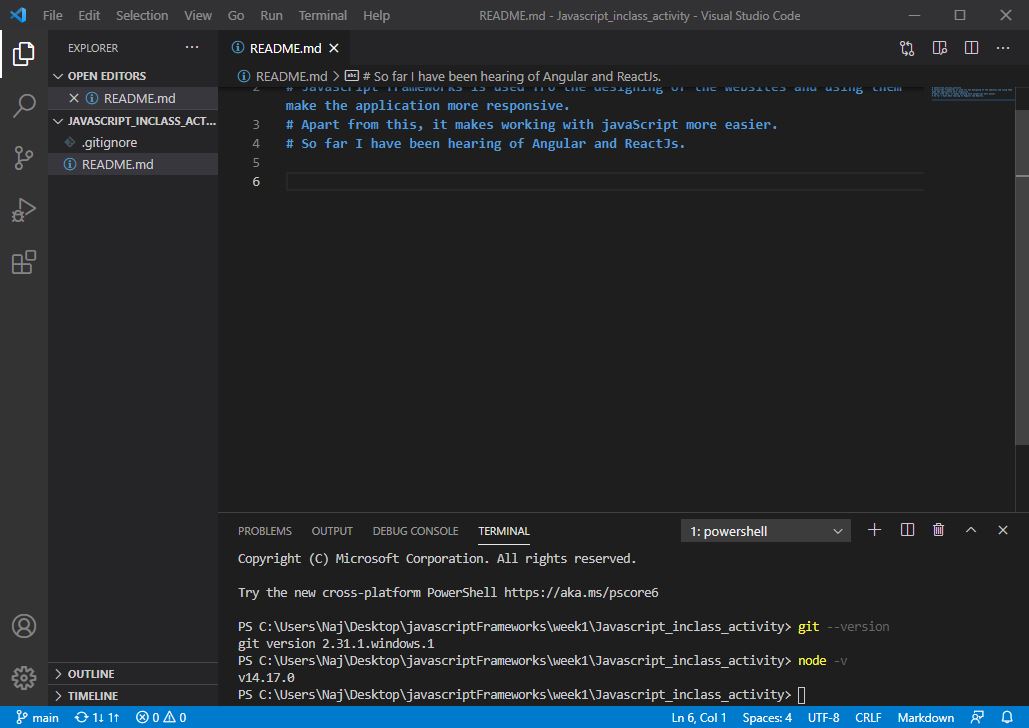 File Edit Selection View Go Run Terminal Help README.md - Javascript_inclass_activity - Visual Studio Code
EXPLORER
OPEN EDITORS
README.md
JAVASCRIPT_INCLASS_ACT...
.gitignore
README.md
OUTLINE
TIMELINE
README.md
README.md > # So far I have been hearing of Angular and ReactJs.
2 # JavaScript frameworks is used fro the designing of the websites and using them
make the application more responsive.
3 # Apart from this, it makes working with javaScript more easier.
4 # So far I have been hearing of Angular and ReactJs.
5
6
PROBLEMS OUTPUT DEBUG CONSOLE TERMINAL 1: powershell
Copyright (C) Microsoft Corporation. All rights reserved.
Try the new cross-platform PowerShell https://aka.ms/pscore6
PS C:\Users\Naj\Desktop\javascriptFrameworks\week1\Javascript_inclass_activity> git --version
git version 2.31.1.windows.1
PS C:\Users\Naj\Desktop\javascriptFrameworks\week1\Javascript_inclass_activity> node -v
v14.17.0
PS C:\Users\Naj\Desktop\javascriptFrameworks\week1\Javascript_inclass_activity>
main 1↓ 1↑ 0 0 Ln 6, Col 1 Spaces: 4 UTF-8 CRLF Markdown